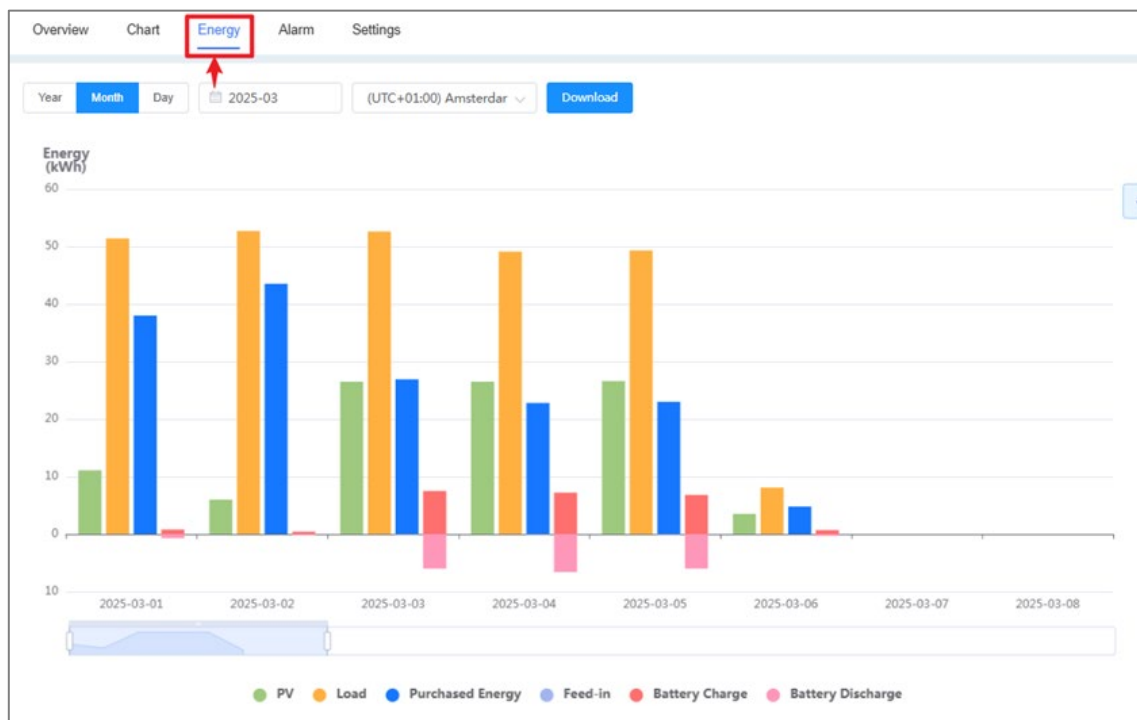 Overview Chart Energy Alarm Settings
Year Month Day 2025-03 (UTC+01:00) Amsterdar Download
Energy
(kWh)
60
50
40
30
20
10
0
10
2025-03-01 2025-03-02 2025-03-03 2025-03-04 2025-03-05 2025-03-06 2025-03-07 2025-03-08
PV Load Purchased Energy Feed-in Battery Charge Battery Discharge